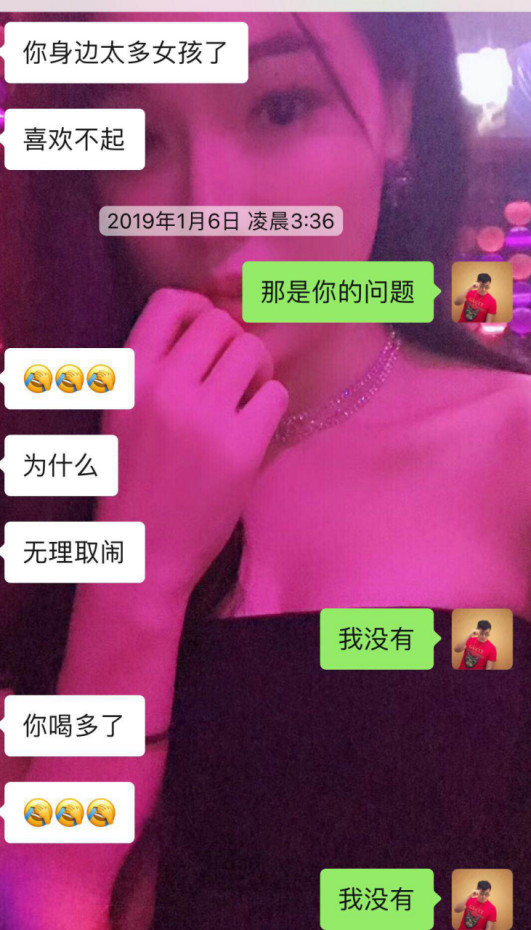 你身边太多女孩了
喜欢不起
2019年1月6日 凌晨3:36
那是你的问题
🤣🤣🤣
为什么
无理取闹
我没有
你喝多了
🤣🤣🤣
我没有